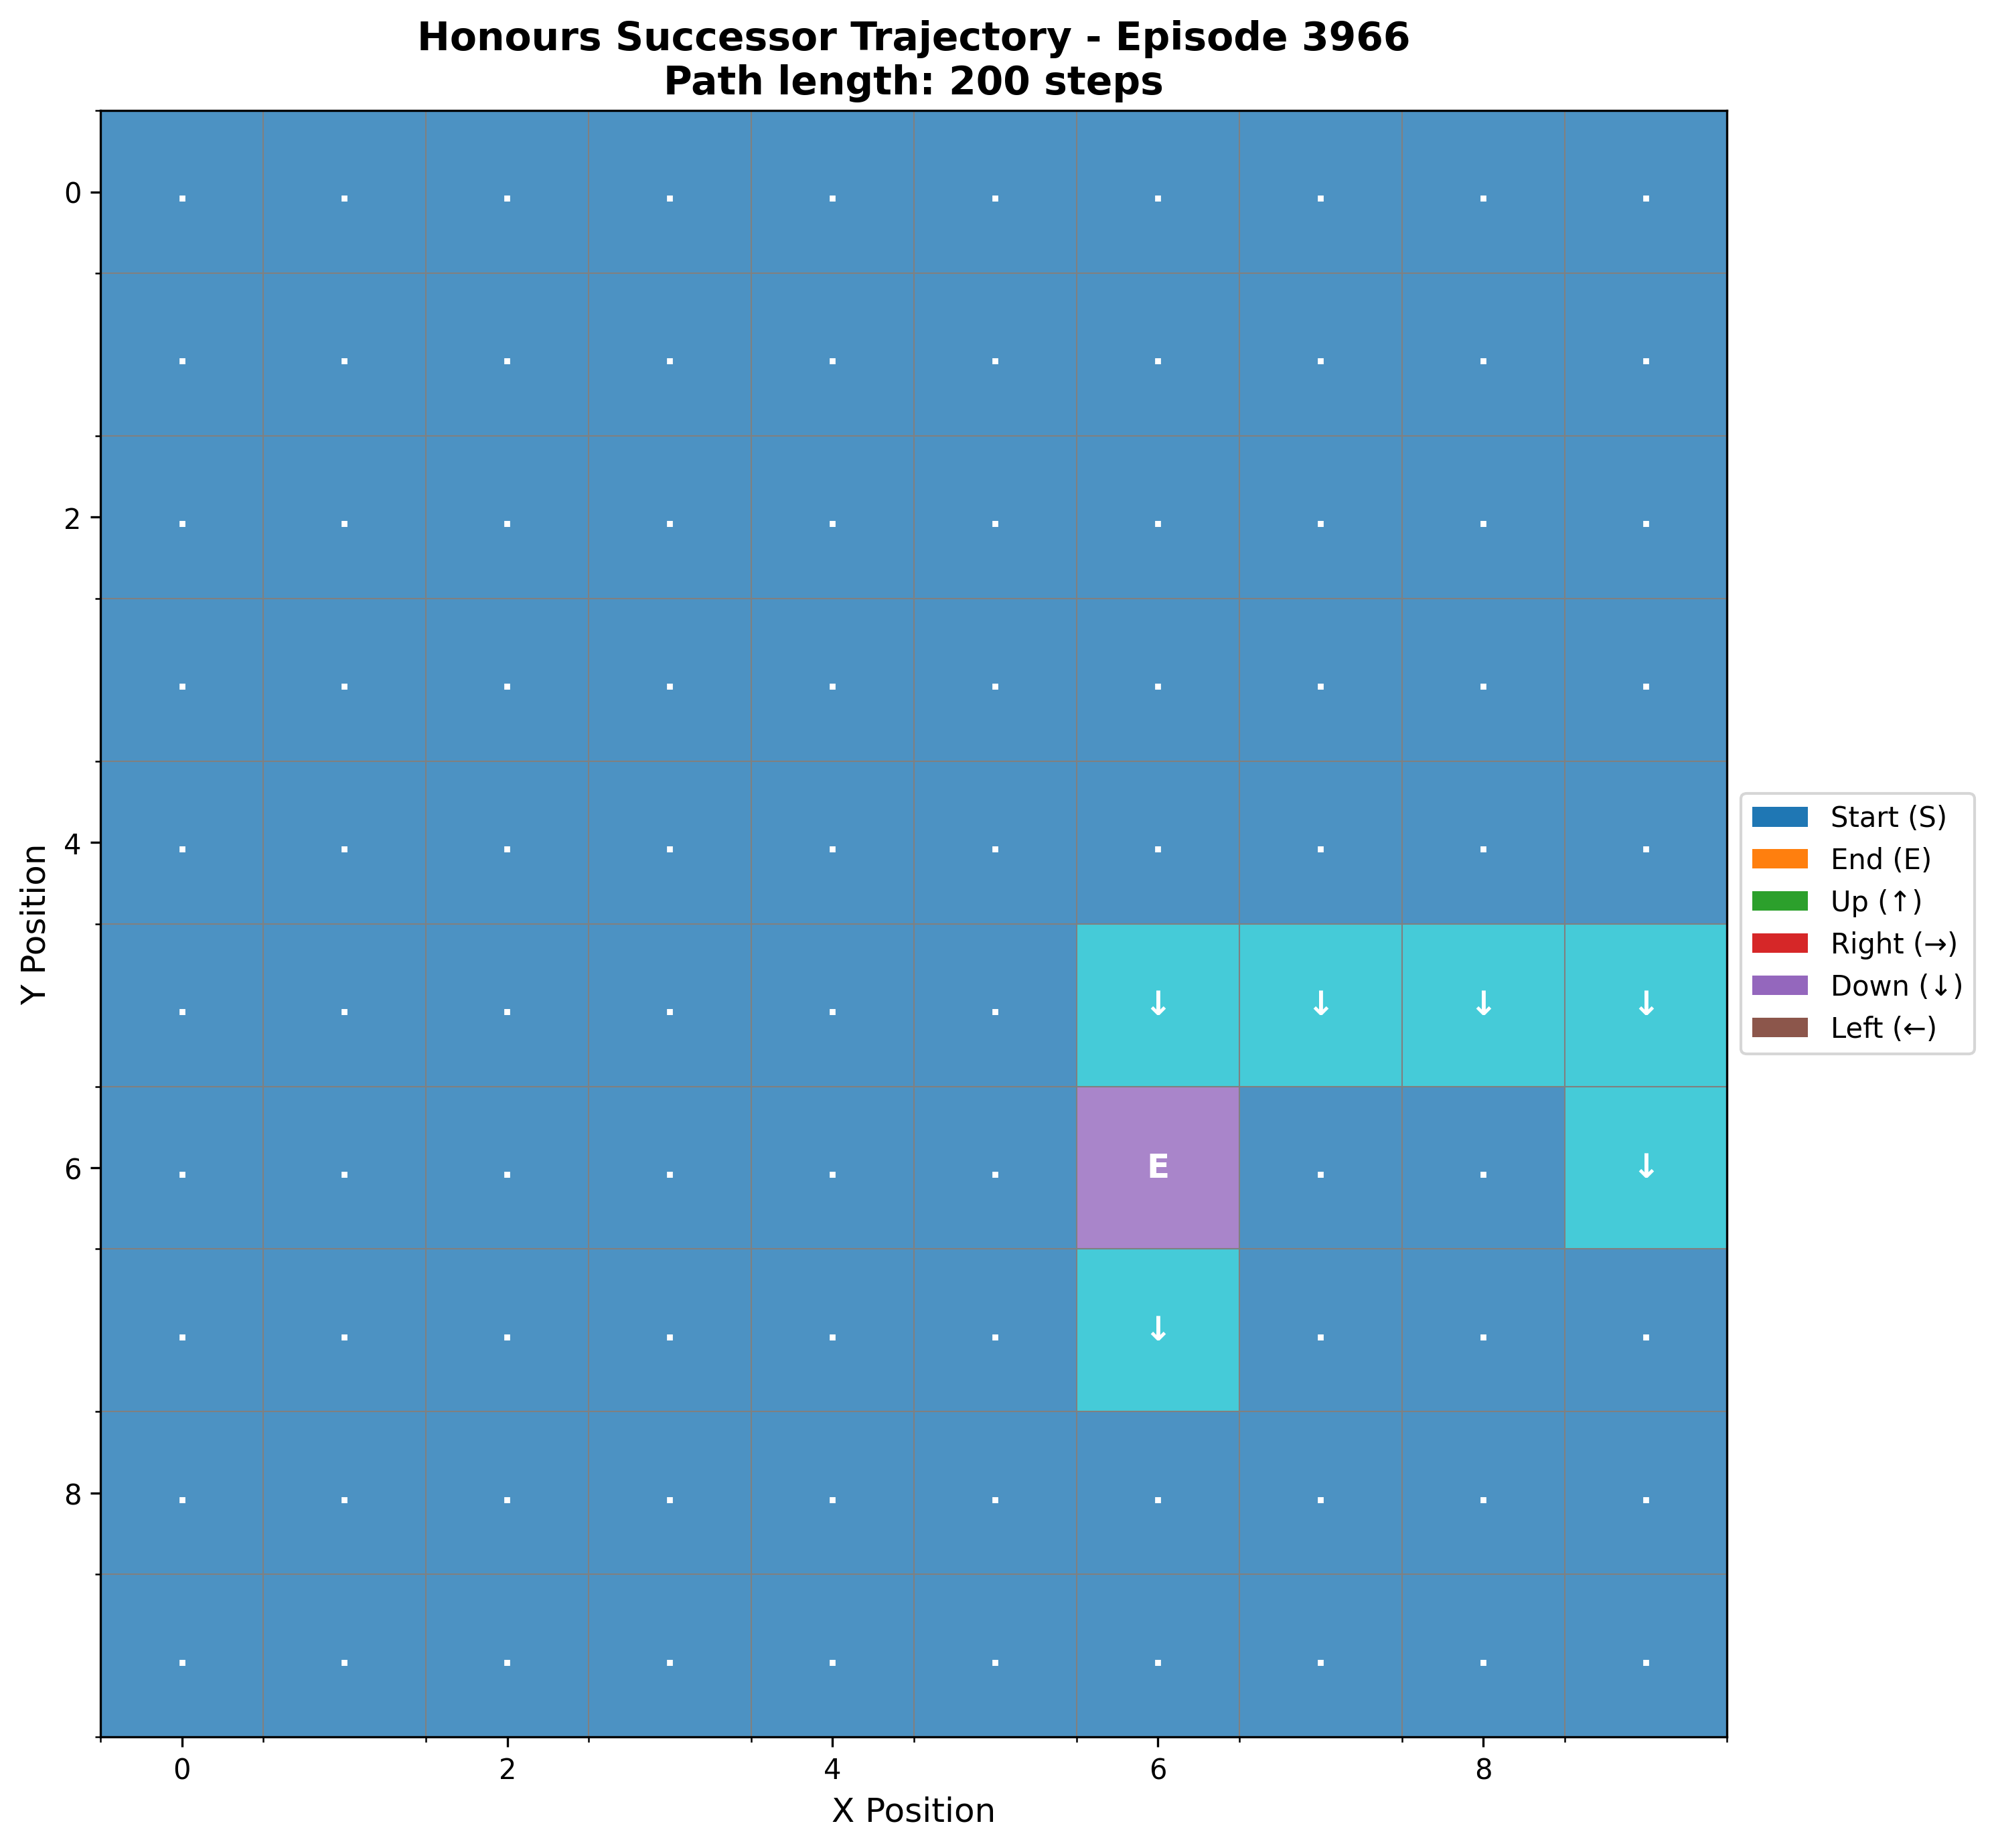 Honours Successor Trajectory - Episode 3966
Path length: 200 steps
0
2
4
↓ ↓ ↓ ↓
6 E ↓
↓
8
0 2 4 6 8
X Position
Y Position
Start (S)
End (E)
Up (↑)
Right (→)
Down (↓)
Left (←)